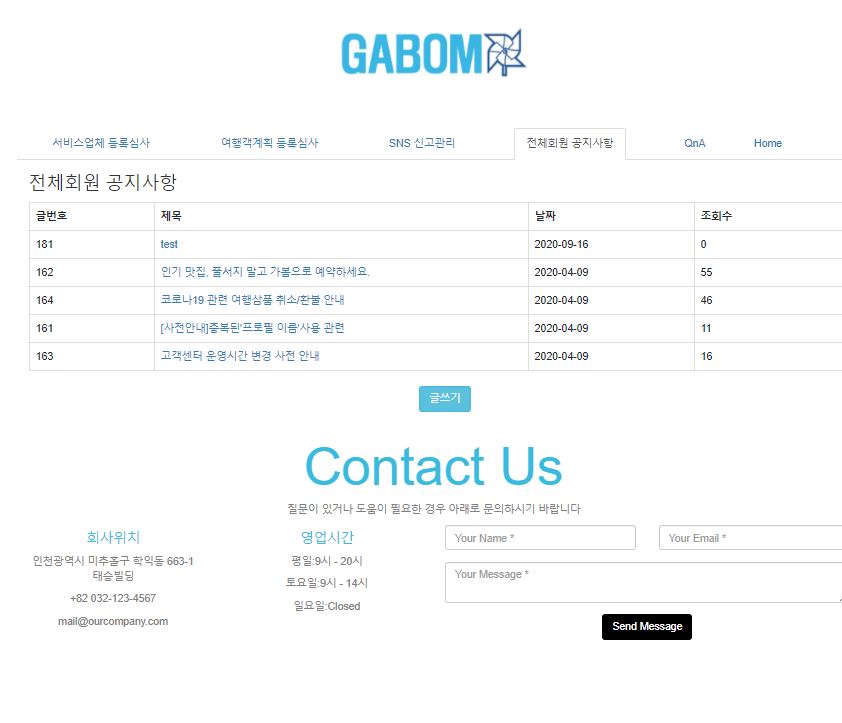 GABOM
서비스업체 등록심사 여행객계획 등록심사 SNS 신고관리 전체회원 공지사항 QnA Home
전체회원 공지사항
글번호 제목 날짜 조회수
181 test 2020-09-16 0
162 인기 맛집, 줄서지 말고 가봄으로 예약하세요. 2020-04-09 55
164 코로나19 관련 여행상품 취소/환불 안내 2020-04-09 46
161 [사전안내]중복된'프로필 이름'사용 관련 2020-04-09 11
163 고객센터 운영시간 변경 사전 안내 2020-04-09 16
글쓰기
Contact Us
질문이 있거나 도움이 필요한 경우 아래로 문의하시기 바랍니다
회사위치
인천광역시 미추홀구 학익동 663-1
태승빌딩
+82 032-123-4567
mail@ourcompany.com
영업시간
평일:9시 - 20시
토요일:9시 - 14시
일요일:Closed
Your Name *
Your Email *
Your Message *
Send Message